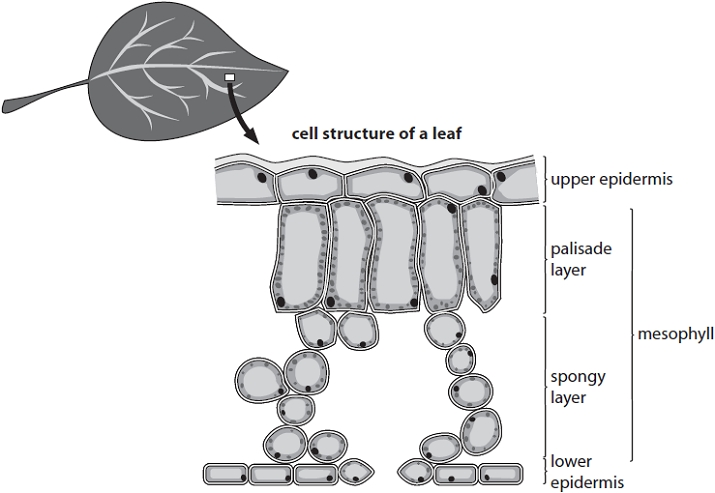 cell structure of a leaf
upper epidermis
palisade
layer
mesophyll
spongy
layer
lower
epidermis